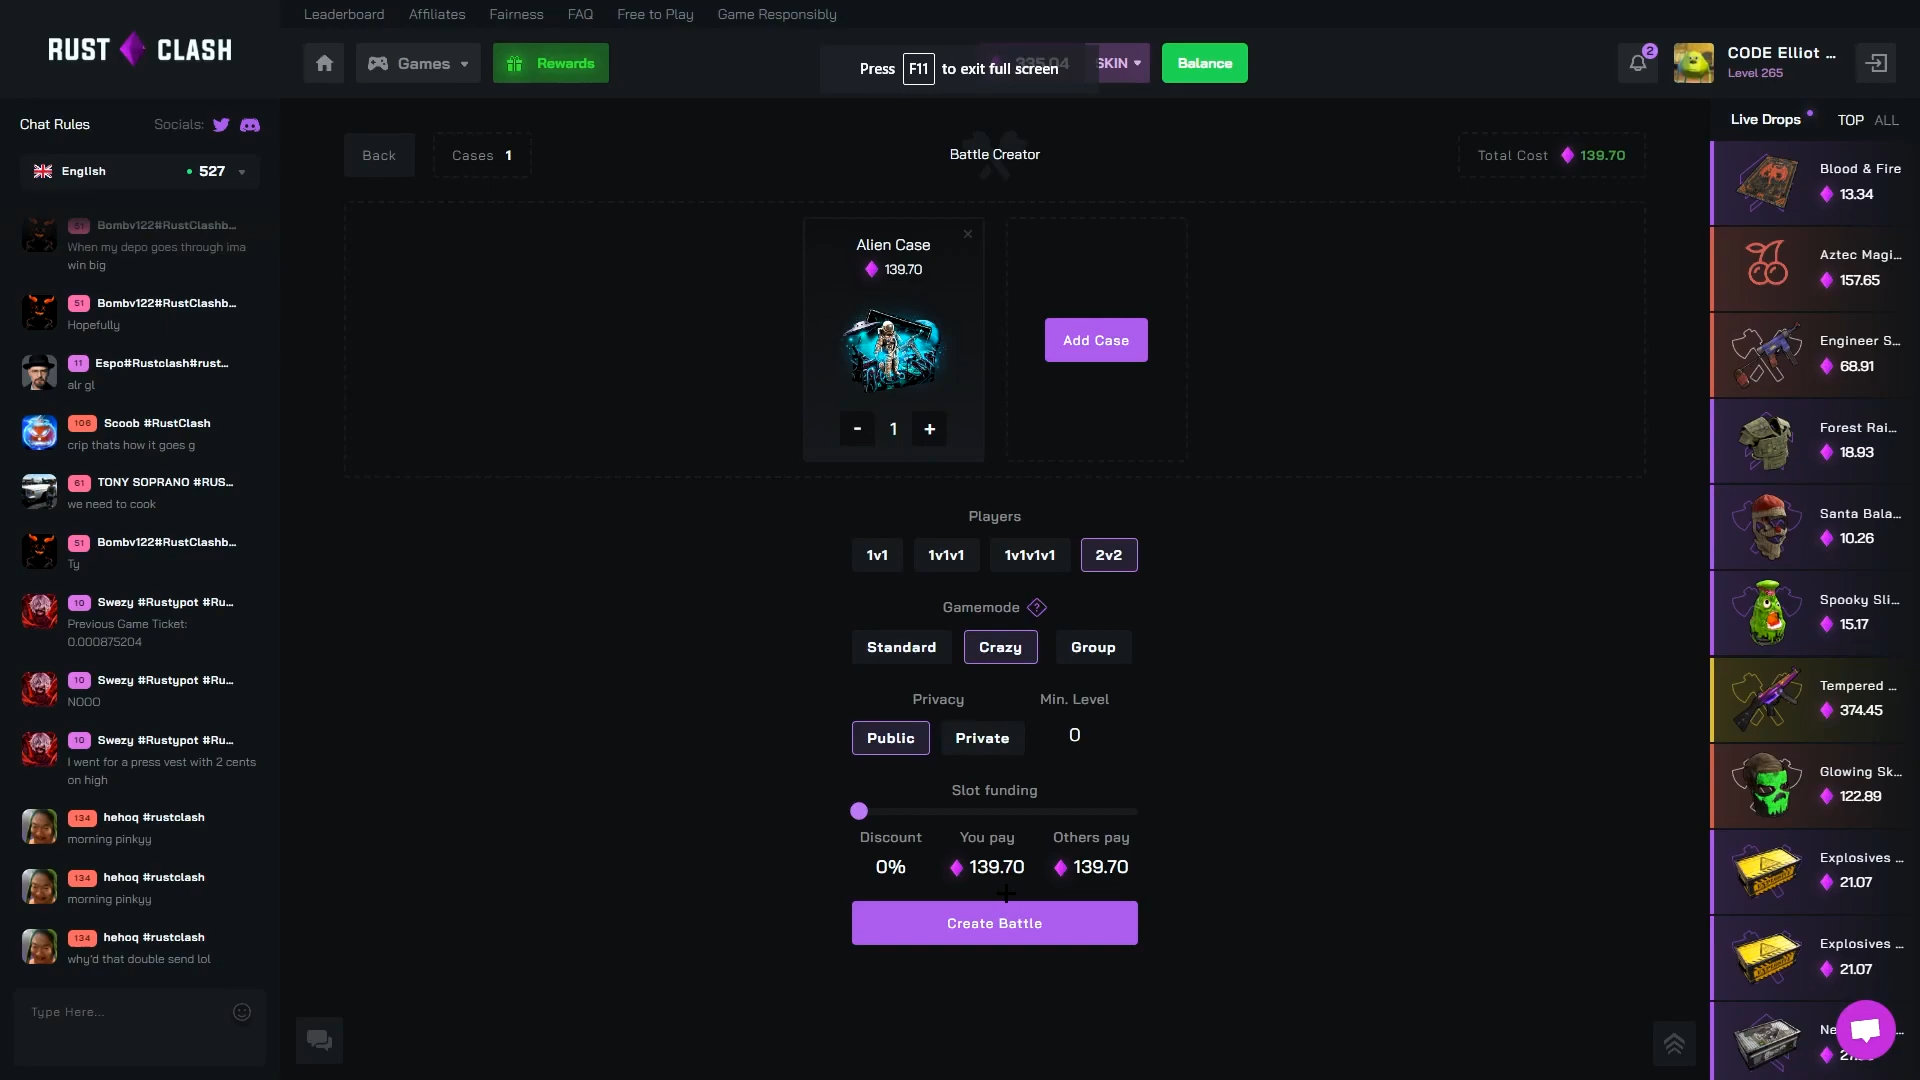 Leaderboard
Affiliates
Fairness
FAQ
Free to Play
Game Responsibly
RUST CLASH
Games
Rewards
Press F11 to exit full screen
335.04
SKIN
Balance
2
CODE Elliot ...
Level 265
Chat Rules
Socials:
English
527
51 Bombv122#RustClashb...
When my depo goes through ima
win big
51 Bombv122#RustClashb...
Hopefully
11 Espo#Rustclash#rust...
alr gl
106 Scoob #RustClash
crip thats how it goes g
61 TONY SOPRANO #RUS...
we need to cook
51 Bombv122#RustClashb...
Ty
10 Swezy #Rustypot #Ru...
Previous Game Ticket:
0.000875204
10 Swezy #Rustypot #Ru...
NOOO
10 Swezy #Rustypot #Ru...
I went for a press vest with 2 cents
on high
134 hehoq #rustclash
morning pinkyy
134 hehoq #rustclash
morning pinkyy
134 hehoq #rustclash
why'd that double send lol
Type Here...
Back
Cases 1
Battle Creator
Total Cost 139.70
Alien Case
139.70
- 1 +
Add Case
Players
1v1
1v1v1
1v1v1v1
2v2
Gamemode ?
Standard
Crazy
Group
Privacy
Min. Level
Public
Private
0
Slot funding
Discount
You pay
Others pay
0%
139.70
139.70
Create Battle
Live Drops
TOP
ALL
Blood & Fire
13.34
Aztec Magi...
157.65
Engineer S...
68.91
Forest Rai...
18.93
Santa Bala...
10.26
Spooky Sli...
15.17
Tempered ...
374.45
Glowing Sk...
122.89
Explosives ...
21.07
Explosives ...
21.07